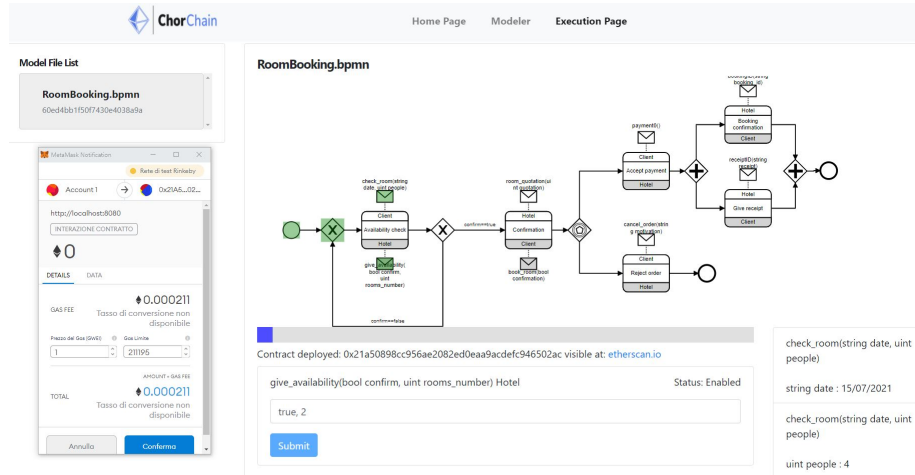 ChorChain
Home Page
Modeler
Execution Page
Model File List
RoomBooking.bpmn
60ed4bb1f50f7430e4038a9a
MetaMask Notification
Rete di test Rinkeby
Account 1
0x21A5...02...
http://localhost:8080
INTERAZIONE CONTRATTO
0
DETAILS
DATA
GAS FEE
0.000211
Tasso di conversione non
disponibile
Prezzo del Gas (GWEI)
Gas Limite
1
211195
AMOUNT + GAS FEE
TOTAL
0.000211
Tasso di conversione non
disponibile
Annulla
Conferma
RoomBooking.bpmn
check_room(string
date, uint people)
Client
Availability check
Hotel
give_availability(
bool confirm,
uint
rooms_number)
confirm==true
confirm==false
room_quotation(ui
nt quotation)
Hotel
Confirmation
Client
book_room(bool
confirmation)
payment0()
Client
Accept payment
Hotel
cancel_order(strin
g motivation)
Client
Reject order
Hotel
booking_id)
Hotel
Booking
confirmation
Client
receiptID(string
receipt)
Hotel
Give receipt
Client
Contract deployed: 0x21a50898cc956ae2082ed0eaa9acdefc946502ac visible at: etherscan.io
give_availability(bool confirm, uint rooms_number) Hotel
Status: Enabled
true, 2
Submit
check_room(string date, uint
people)
string date : 15/07/2021
check_room(string date, uint
people)
uint people : 4